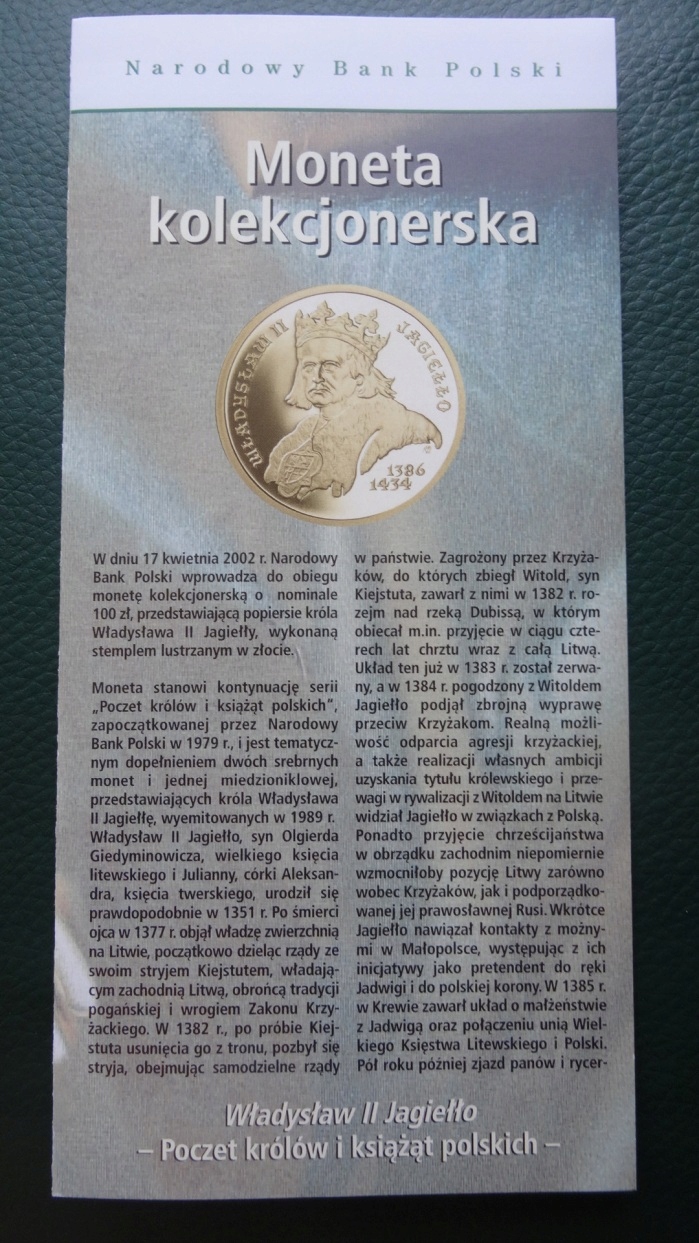 Narodowy Bank Polski
Moneta
kolekcjonerska
WŁADYSŁAW II JAGIEŁŁO
1386
1434
W dniu 17 kwietnia 2002 r. Narodowy
Bank Polski wprowadza do obiegu
monetę kolekcjonerską o nominale
100 zł, przedstawiającą popiersie króla
Władysława II Jagiełły, wykonaną
stemplem lustrzanym w złocie.
Moneta stanowi kontynuację serii
„Poczet królów i książąt polskich”,
zapoczątkowanej przez Narodowy
Bank Polski w 1979 r., i jest tematycz-
nym dopełnieniem dwóch srebrnych
monet i jednej miedzioniklowej,
przedstawiających króla Władysława
II Jagiełłę, wyemitowanych w 1989 r.
Władysław II Jagiełło, syn Olgierda
Giedyminowicza, wielkiego księcia
litewskiego i Julianny, córki Aleksan-
dra, księcia twerskiego, urodził się
prawdopodobnie w 1351 r. Po śmierci
ojca w 1377 r. objął władzę zwierzchnią
na Litwie, początkowo dzieląc rządy ze
swoim stryjem Kiejstutem, władają-
cym zachodnią Litwą, obrońcą tradycji
pogańskiej i wrogiem Zakonu Krzy-
żackiego. W 1382 r., po próbie Kiej-
stuta usunięcia go z tronu, pozbył się
stryja, obejmując samodzielne rządy
w państwie. Zagrożony przez Krzyża-
ków, do których zbiegł Witold, syn
Kiejstuta, zawarł z nimi w 1382 r. ro-
zejm nad rzeką Dubissą, w którym
obiecał m.in. przyjęcie w ciągu czte-
rech lat chrztu wraz z całą Litwą.
Układ ten już w 1383 r. został zerwa-
ny, a w 1384 r. pogodzony z Witoldem
Jagiełło podjął zbrojną wyprawę
przeciw Krzyżakom. Realną możli-
wość odparcia agresji krzyżackiej,
a także realizacji własnych ambicji
uzyskania tytułu królewskiego i prze-
wagi w rywalizacji z Witoldem na Litwie
widział Jagiełło w związkach z Polską.
Ponadto przyjęcie chrześcijaństwa
w obrządku zachodnim niepomiernie
wzmocniłoby pozycję Litwy zarówno
wobec Krzyżaków, jak i podporządko-
wanej jej prawosławnej Rusi. Wkrótce
Jagiełło nawiązał kontakty z możny-
mi w Małopolsce, występując z ich
inicjatywy jako pretendent do ręki
Jadwigi i do polskiej korony. W 1385 r.
w Krewie zawarł układ o małżeństwie
z Jadwigą oraz połączeniu unią Wiel-
kiego Księstwa Litewskiego i Polski.
Pół roku później zjazd panów i rycer-
Władysław II Jagiełło
– Poczet królów i książąt polskich –